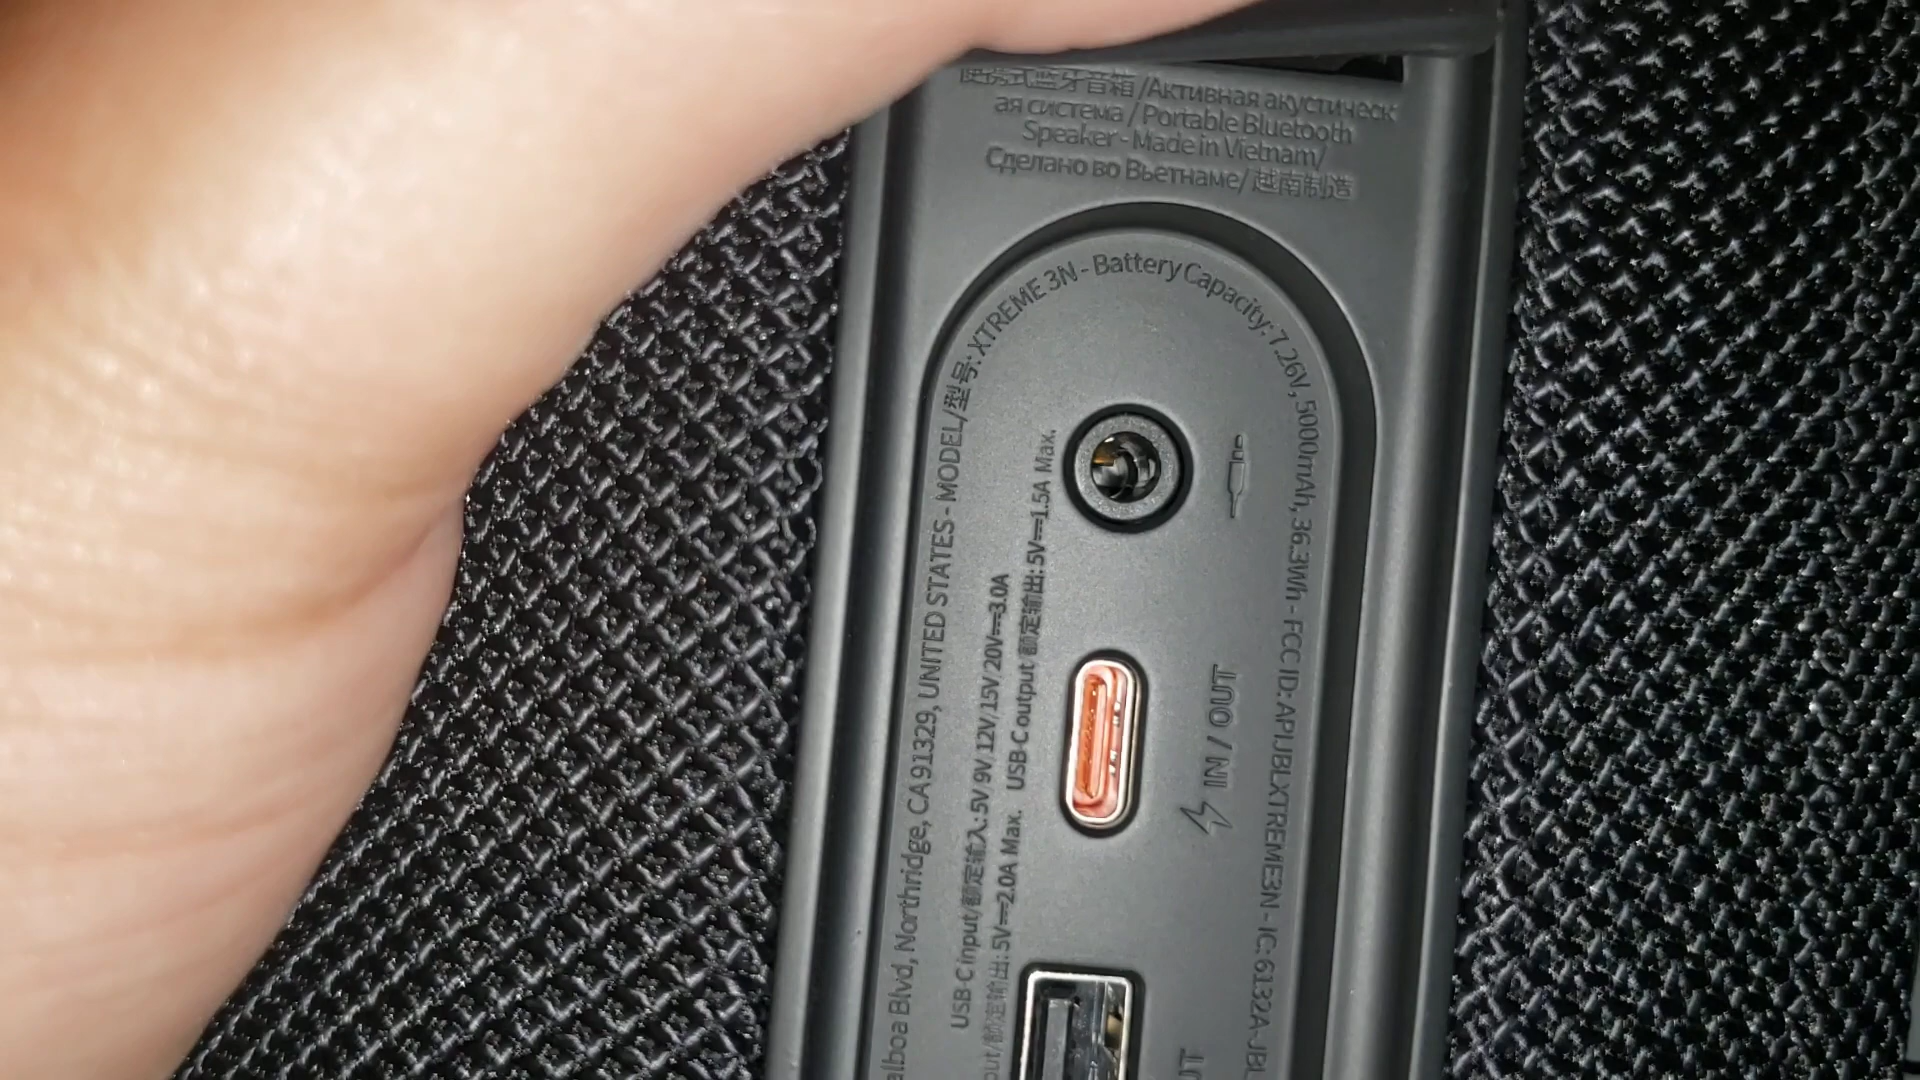 便携式蓝牙音箱 /Активная акустическ
ая система / Portable Bluetooth
Speaker - Made in Vietnam/
Сделано во Вьетнаме/ 越南制造
Blvd, Northridge, CA 91329, UNITED STATES - MODEL/型号: XTREME 3N - Battery Capacity: 7.26V, 5000mAh, 36.3Wh - FCC ID: APIJBLXTREME3N - IC: 6132A-JBL
USB C input/额定输入: 5V 9V 12V/ 15V/ 20V⎓3.0A
/额定输出: 5V⎓2.0A Max. USB C output 额定输出: 5V⎓1.5A Max.
IN / OUT